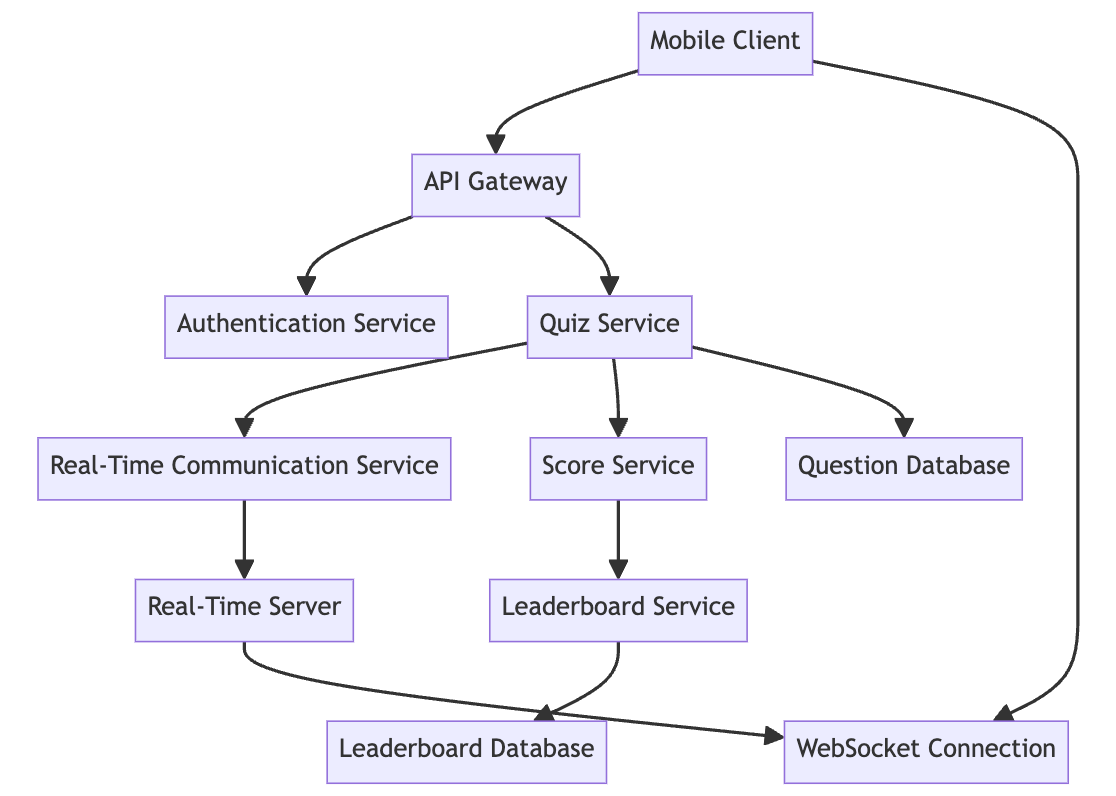 Mobile Client
API Gateway
Authentication Service
Quiz Service
Real-Time Communication Service
Score Service
Question Database
Real-Time Server
Leaderboard Service
Leaderboard Database
WebSocket Connection